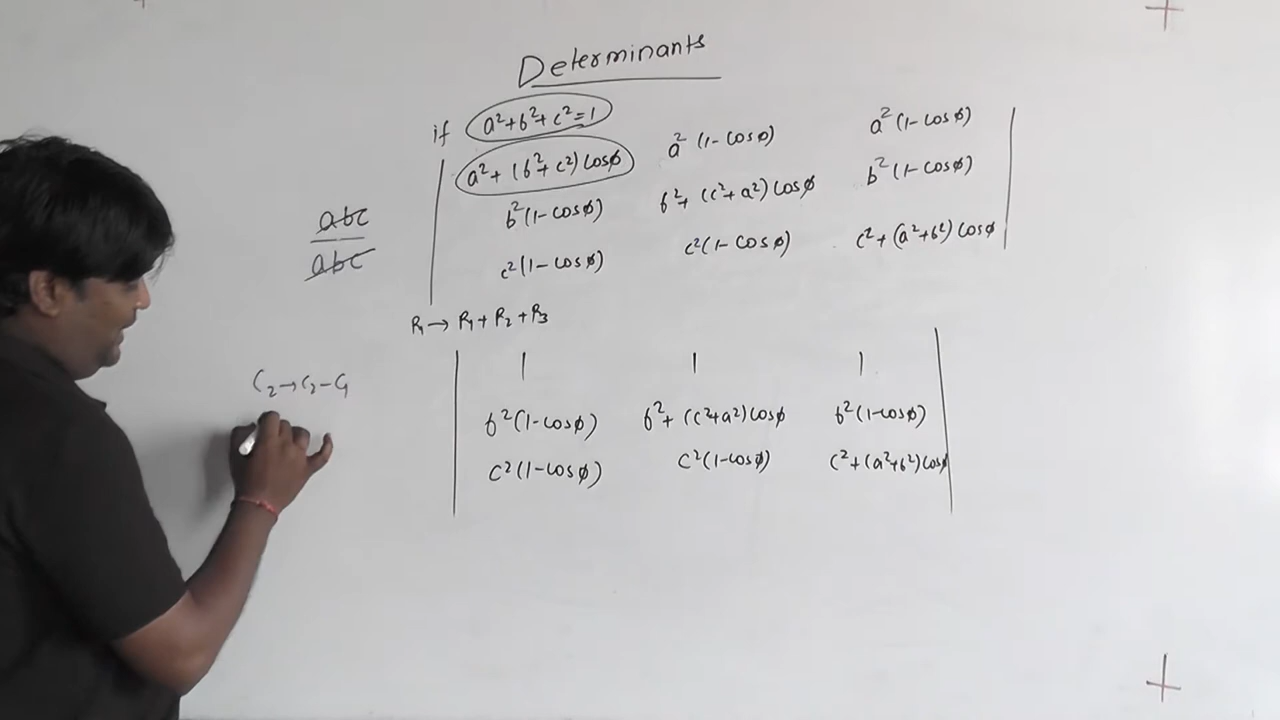 Determinants
if a²+b²+c²=1
a²+(b²+c²)cosϕ a²(1-cosϕ) a²(1-cosϕ)
b²(1-cosϕ) b²+(c²+a²)cosϕ b²(1-cosϕ)
c²(1-cosϕ) c²(1-cosϕ) c²+(a²+b²)cosϕ
abc
abc
R₁→R₁+R₂+R₃
1 1 1
b²(1-cosϕ) b²+(c²+a²)cosϕ b²(1-cosϕ)
c²(1-cosϕ) c²(1-cosϕ) c²+(a²+b²)cosϕ
C₂→C₂-C₁